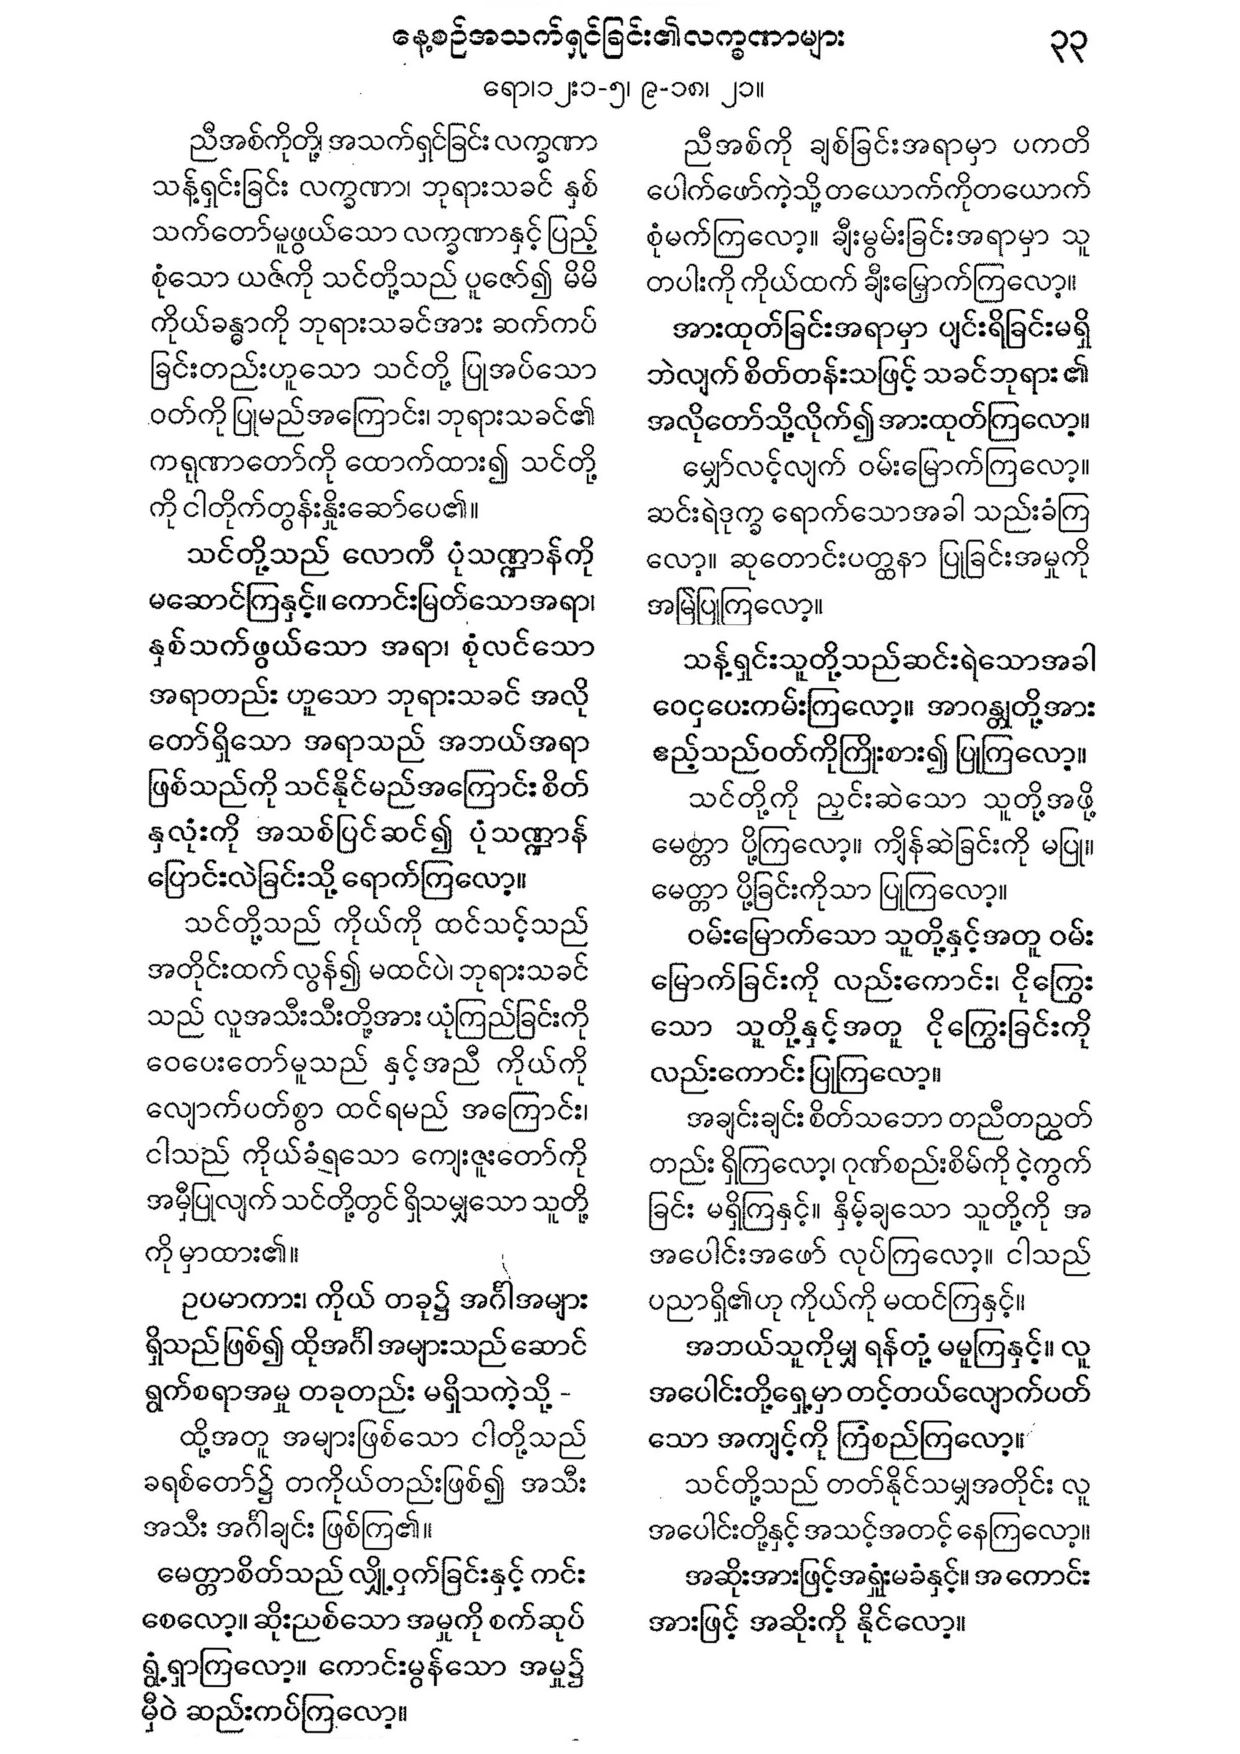 နေ့စဉ်အသက်ရှင်ခြင်း၏လက္ခဏာများ
၃၃
ရော၊၁၂း၁-၅၊ ၉-၁၈၊ ၂၁။
ညီအစ်ကိုတို့၊ အသက်ရှင်ခြင်း လက္ခဏာ
သန့်ရှင်းခြင်း လက္ခဏာ၊ ဘုရားသခင် နှစ်
သက်တော်မူဖွယ်သော လက္ခဏာနှင့် ပြည့်
စုံသော ယဇ်ကို သင်တို့သည် ပူဇော်၍ မိမိ
ကိုယ်ခန္ဓာကို ဘုရားသခင်အား ဆက်ကပ်
ခြင်းတည်းဟူသော သင်တို့ ပြုအပ်သော
ဝတ်ကို ပြုမည်အကြောင်း၊ ဘုရားသခင်၏
ကရုဏာတော်ကို ထောက်ထား၍ သင်တို့
ကို ငါတိုက်တွန်းနှိုးဆော်ပေ၏။
သင်တို့သည် လောကီ ပုံသဏ္ဍာန်ကို
မဆောင်ကြနှင့်။ ကောင်းမြတ်သောအရာ၊
နှစ်သက်ဖွယ်သော အရာ၊ စုံလင်သော
အရာတည်း ဟူသော ဘုရားသခင် အလို
တော်ရှိသော အရာသည် အဘယ်အရာ
ဖြစ်သည်ကို သင်နိုင်မည်အကြောင်း စိတ်
နှလုံးကို အသစ်ပြင်ဆင်၍ ပုံသဏ္ဍာန်
ပြောင်းလဲခြင်းသို့ ရောက်ကြလော့။
သင်တို့သည် ကိုယ်ကို ထင်သင့်သည်
အတိုင်းထက် လွန်၍ မထင်ပဲ၊ ဘုရားသခင်
သည် လူအသီးသီးတို့အား ယုံကြည်ခြင်းကို
ဝေပေးတော်မူသည် နှင့်အညီ ကိုယ်ကို
လျောက်ပတ်စွာ ထင်ရမည် အကြောင်း၊
ငါသည် ကိုယ်ခံရသော ကျေးဇူးတော်ကို
အမှီပြုလျက် သင်တို့တွင် ရှိသမျှသော သူတို့
ကို မှာထား၏။
ဥပမာကား၊ ကိုယ် တခု၌ အင်္ဂါအများ
ရှိသည်ဖြစ်၍ ထိုအင်္ဂါ အများသည် ဆောင်
ရွက်စရာအမှု တခုတည်း မရှိသကဲ့သို့ -
ထို့အတူ အများဖြစ်သော ငါတို့သည်
ခရစ်တော်၌ တကိုယ်တည်းဖြစ်၍ အသီး
အသီး အင်္ဂါချင်း ဖြစ်ကြ၏။
မေတ္တာစိတ်သည် လျှို့ဝှက်ခြင်းနှင့် ကင်း
စေလော့။ ဆိုးညစ်သော အမှုကို စက်ဆုပ်
ရွံ့ရှာကြလော့။ ကောင်းမွန်သော အမှု၌
မှီဝဲ ဆည်းကပ်ကြလော့။
ညီအစ်ကို ချစ်ခြင်းအရာမှာ ပကတိ
ပေါက်ဖော်ကဲ့သို့ တယောက်ကိုတယောက်
စုံမက်ကြလော့။ ချီးမွမ်းခြင်းအရာမှာ သူ
တပါးကို ကိုယ်ထက် ချီးမြှောက်ကြလော့။
အားထုတ်ခြင်းအရာမှာ ပျင်းရိခြင်းမရှိ
ဘဲလျက် စိတ်တန်းသဖြင့် သခင်ဘုရား ၏
အလိုတော်သို့လိုက်၍ အားထုတ်ကြလော့။
မျှော်လင့်လျက် ဝမ်းမြောက်ကြလော့။
ဆင်းရဲဒုက္ခ ရောက်သောအခါ သည်းခံကြ
လော့။ ဆုတောင်းပတ္ထနာ ပြုခြင်းအမှုကို
အမြဲပြုကြလော့။
သန့်ရှင်းသူတို့သည်ဆင်းရဲသောအခါ
ဝေငှပေးကမ်းကြလော့။ အာဂန္တုတို့အား
ဧည့်သည်ဝတ်ကိုကြိုးစား၍ ပြုကြလော့။
သင်တို့ကို ညှင်းဆဲသော သူတို့အဖို့
မေတ္တာ ပို့ကြလော့။ ကျိန်ဆဲခြင်းကို မပြု။
မေတ္တာ ပို့ခြင်းကိုသာ ပြုကြလော့။
ဝမ်းမြောက်သော သူတို့နှင့်အတူ ဝမ်း
မြောက်ခြင်းကို လည်းကောင်း၊ ငိုကြွေး
သော သူတို့နှင့်အတူ ငိုကြွေးခြင်းကို
လည်းကောင်း ပြုကြလော့။
အချင်းချင်း စိတ်သဘော တညီတညွှတ်
တည်း ရှိကြလော့၊ ဂုဏ်စည်းစိမ်ကို ငဲ့ကွက်
ခြင်း မရှိကြနှင့်။ နှိမ့်ချသော သူတို့ကို အ
အပေါင်းအဖော် လုပ်ကြလော့။ ငါသည်
ပညာရှိ၏ဟု ကိုယ်ကို မထင်ကြနှင့်။
အဘယ်သူကိုမျှ ရန်တုံ့ မမူကြနှင့်။ လူ
အပေါင်းတို့ရှေ့မှာ တင့်တယ်လျောက်ပတ်
သော အကျင့်ကို ကြံစည်ကြလော့။
သင်တို့သည် တတ်နိုင်သမျှအတိုင်း လူ
အပေါင်းတို့နှင့် အသင့်အတင့် နေကြလော့။
အဆိုးအားဖြင့်အရှုံးမခံနှင့်။ အကောင်း
အားဖြင့် အဆိုးကို နိုင်လော့။